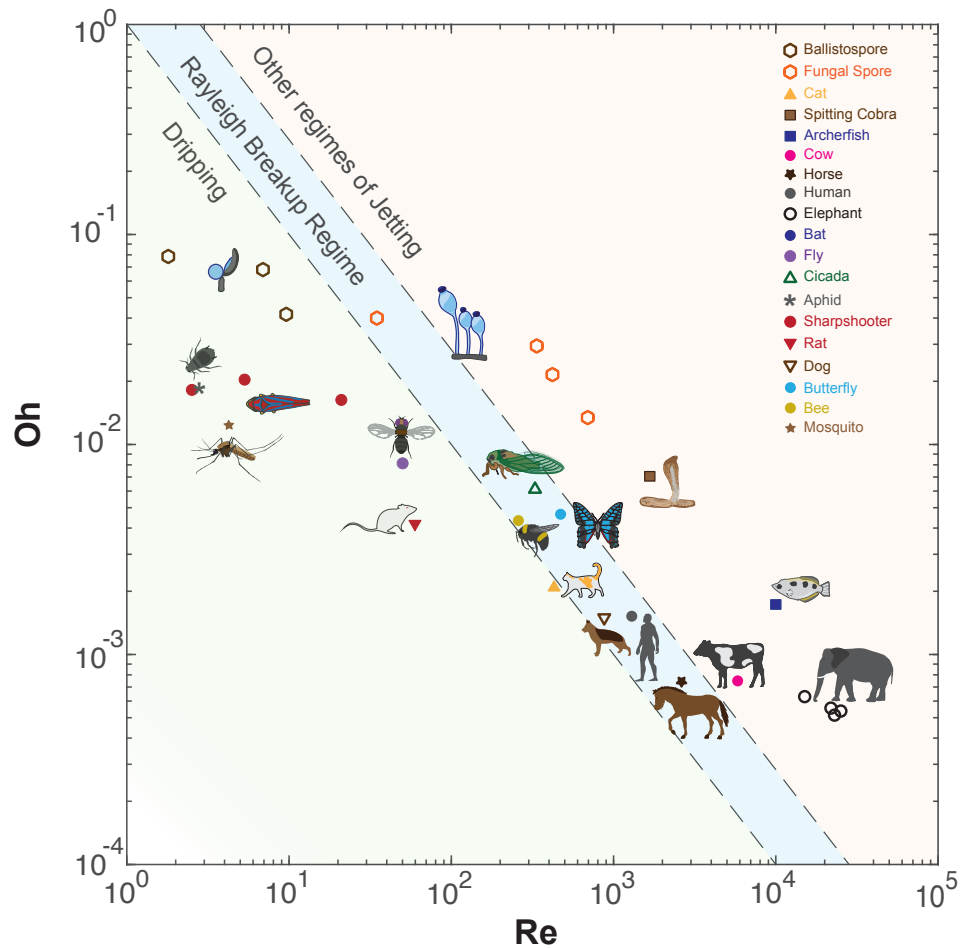 10^0
10^-1
10^-2
10^-3
10^-4
Oh
Other regimes of Jetting
Rayleigh Breakup Regime
Dripping
Ballistospore
Fungal Spore
Cat
Spitting Cobra
Archerfish
Cow
Horse
Human
Elephant
Bat
Fly
Cicada
Aphid
Sharpshooter
Rat
Dog
Butterfly
Bee
Mosquito
10^0
10^1
10^2
10^3
10^4
10^5
Re